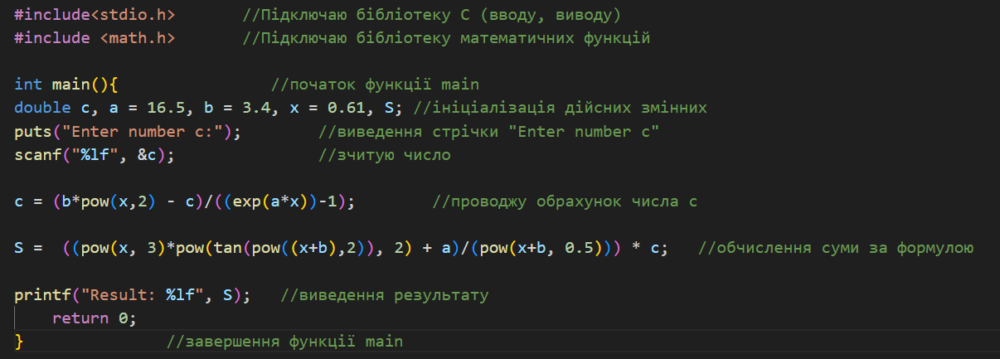 #include<stdio.h> //Підключаю бібліотеку C (вводу, виводу)
#include <math.h> //Підключаю бібліотеку математичних функцій
int main(){ //початок функції main
double c, a = 16.5, b = 3.4, x = 0.61, S; //ініціалізація дійсних змінних
puts("Enter number c:"); //виведення стрічки "Enter number c"
scanf("%lf", &c); //зчитую число
c = (b*pow(x,2) - c)/((exp(a*x))-1); //проводжу обрахунок числа c
S =  ((pow(x, 3)*pow(tan(pow((x+b),2)), 2) + a)/(pow(x+b, 0.5))) * c; //обчислення суми за формулою
printf("Result: %lf", S); //виведення результату
return 0;
} //завершення функції main